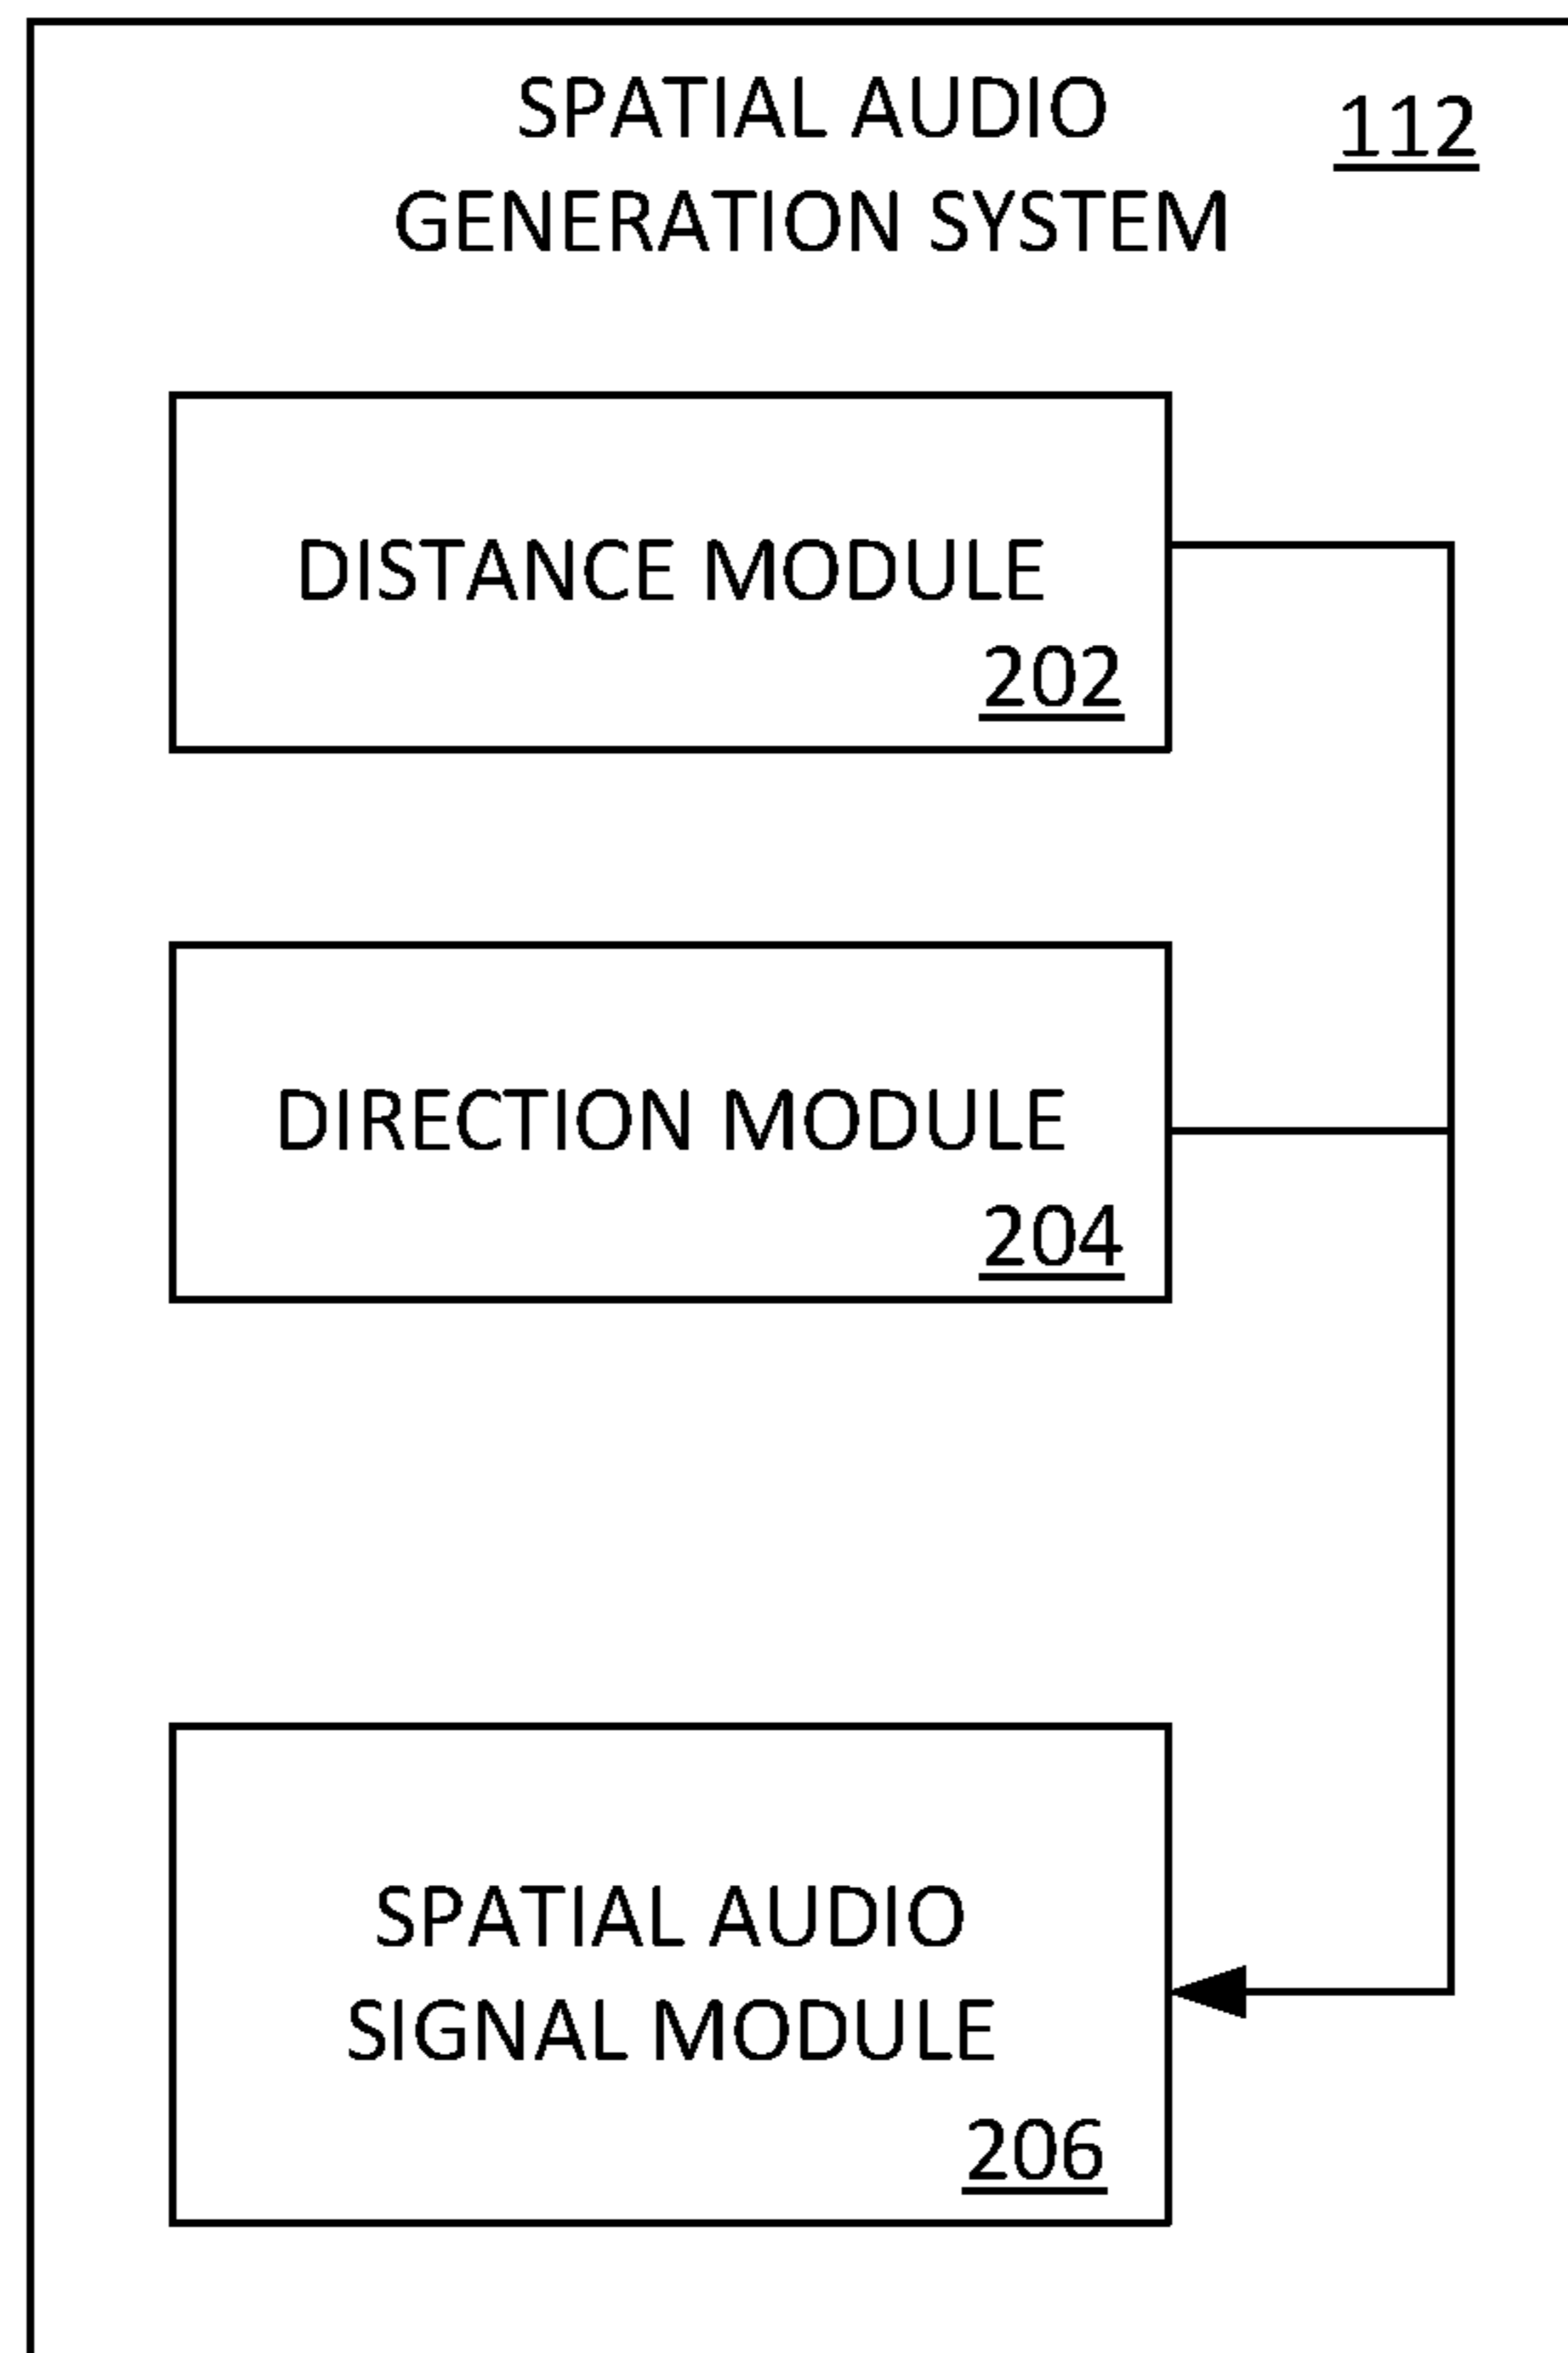 SPATIAL AUDIO
GENERATION SYSTEM
112
DISTANCE MODULE
202
DIRECTION MODULE
204
SPATIAL AUDIO
SIGNAL MODULE
206